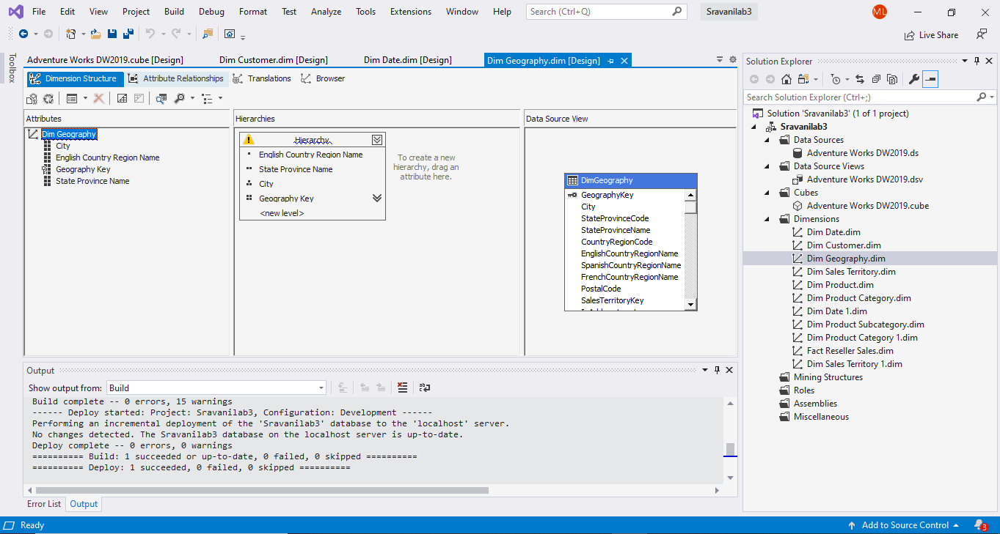 File Edit View Project Build Debug Format Test Analyze Tools Extensions Window Help Search (Ctrl+Q) Sravanilab3 ML
Live Share
Toolbox
Adventure Works DW2019.cube [Design] Dim Customer.dim [Design] Dim Date.dim [Design] Dim Geography.dim [Design]
Dimension Structure Attribute Relationships Translations Browser
Attributes
Dim Geography
City
English Country Region Name
Geography Key
State Province Name
Hierarchies
Hierarchy
English Country Region Name
State Province Name
City
Geography Key
<new level>
To create a new
hierarchy, drag an
attribute here.
Data Source View
DimGeography
GeographyKey
City
StateProvinceCode
StateProvinceName
CountryRegionCode
EnglishCountryRegionName
SpanishCountryRegionName
FrenchCountryRegionName
PostalCode
SalesTerritoryKey
Output
Show output from: Build
Build complete -- 0 errors, 15 warnings
------ Deploy started: Project: Sravanilab3, Configuration: Development ------
Performing an incremental deployment of the 'Sravanilab3' database to the 'localhost' server.
No changes detected. The Sravanilab3 database on the localhost server is up-to-date.
Deploy complete -- 0 errors, 0 warnings
========== Build: 1 succeeded or up-to-date, 0 failed, 0 skipped ==========
========== Deploy: 1 succeeded, 0 failed, 0 skipped ==========
Error List Output
Solution Explorer
Search Solution Explorer (Ctrl+;)
Solution 'Sravanilab3' (1 of 1 project)
Sravanilab3
Data Sources
Adventure Works DW2019.ds
Data Source Views
Adventure Works DW2019.dsv
Cubes
Adventure Works DW2019.cube
Dimensions
Dim Date.dim
Dim Customer.dim
Dim Geography.dim
Dim Sales Territory.dim
Dim Product.dim
Dim Product Category.dim
Dim Date 1.dim
Dim Product Subcategory.dim
Dim Product Category 1.dim
Fact Reseller Sales.dim
Dim Sales Territory 1.dim
Mining Structures
Roles
Assemblies
Miscellaneous
Ready Add to Source Control 3